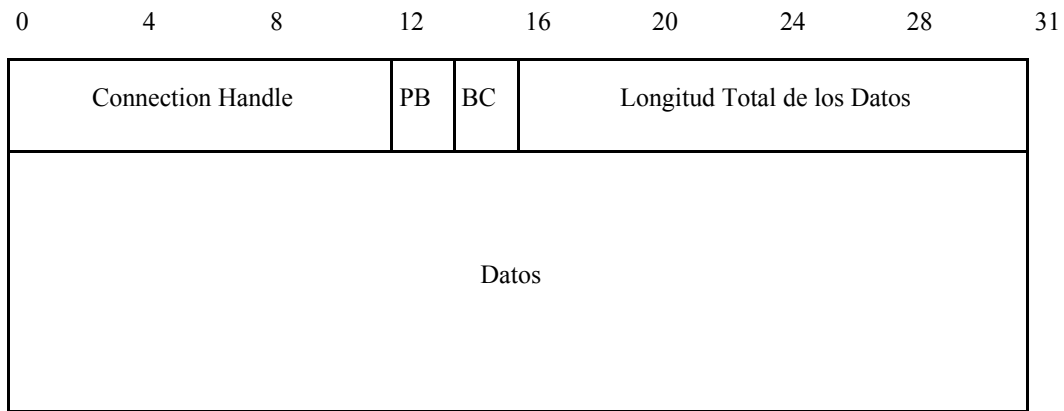 0 4 8 12 16 20 24 28 31
Connection Handle PB BC Longitud Total de los Datos
Datos